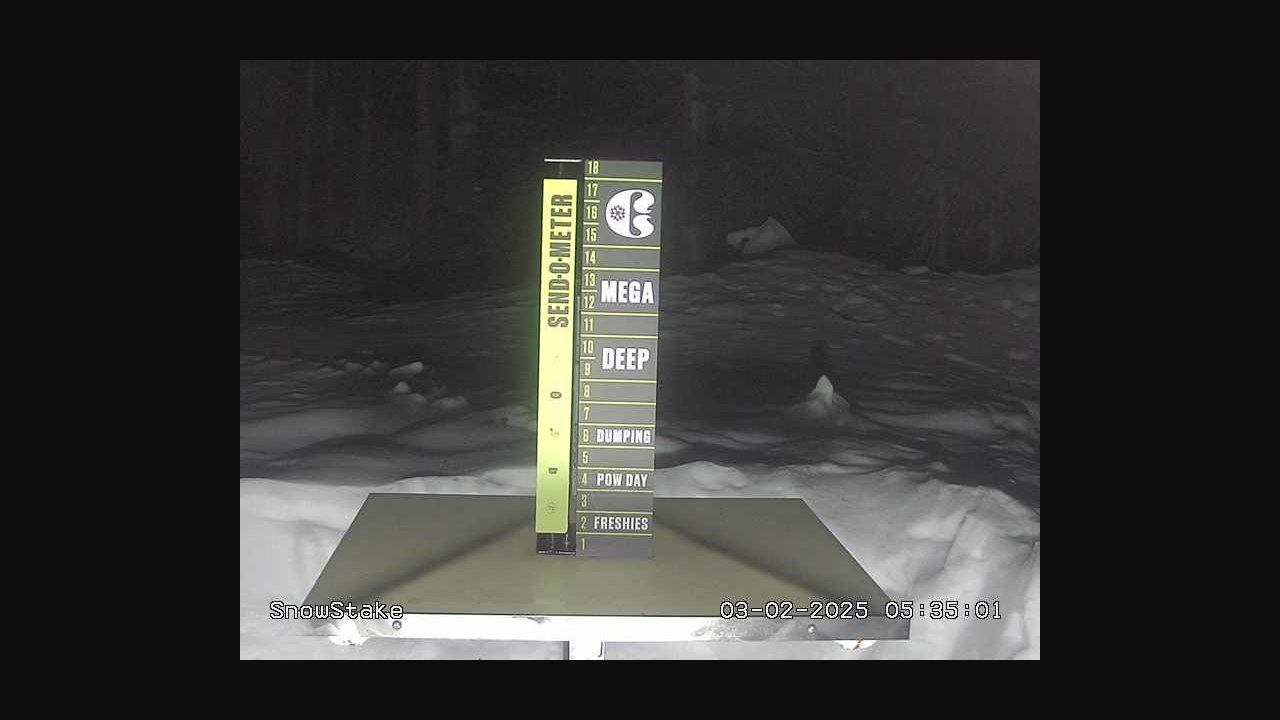 SEND-O-METER
18
17
16
15
14
13
12
MEGA
11
10
9
DEEP
8
7
6 DUMPING
5
4 POW DAY
3
2 FRESHIES
1
SnowStake
03-02-2025 05:35:01